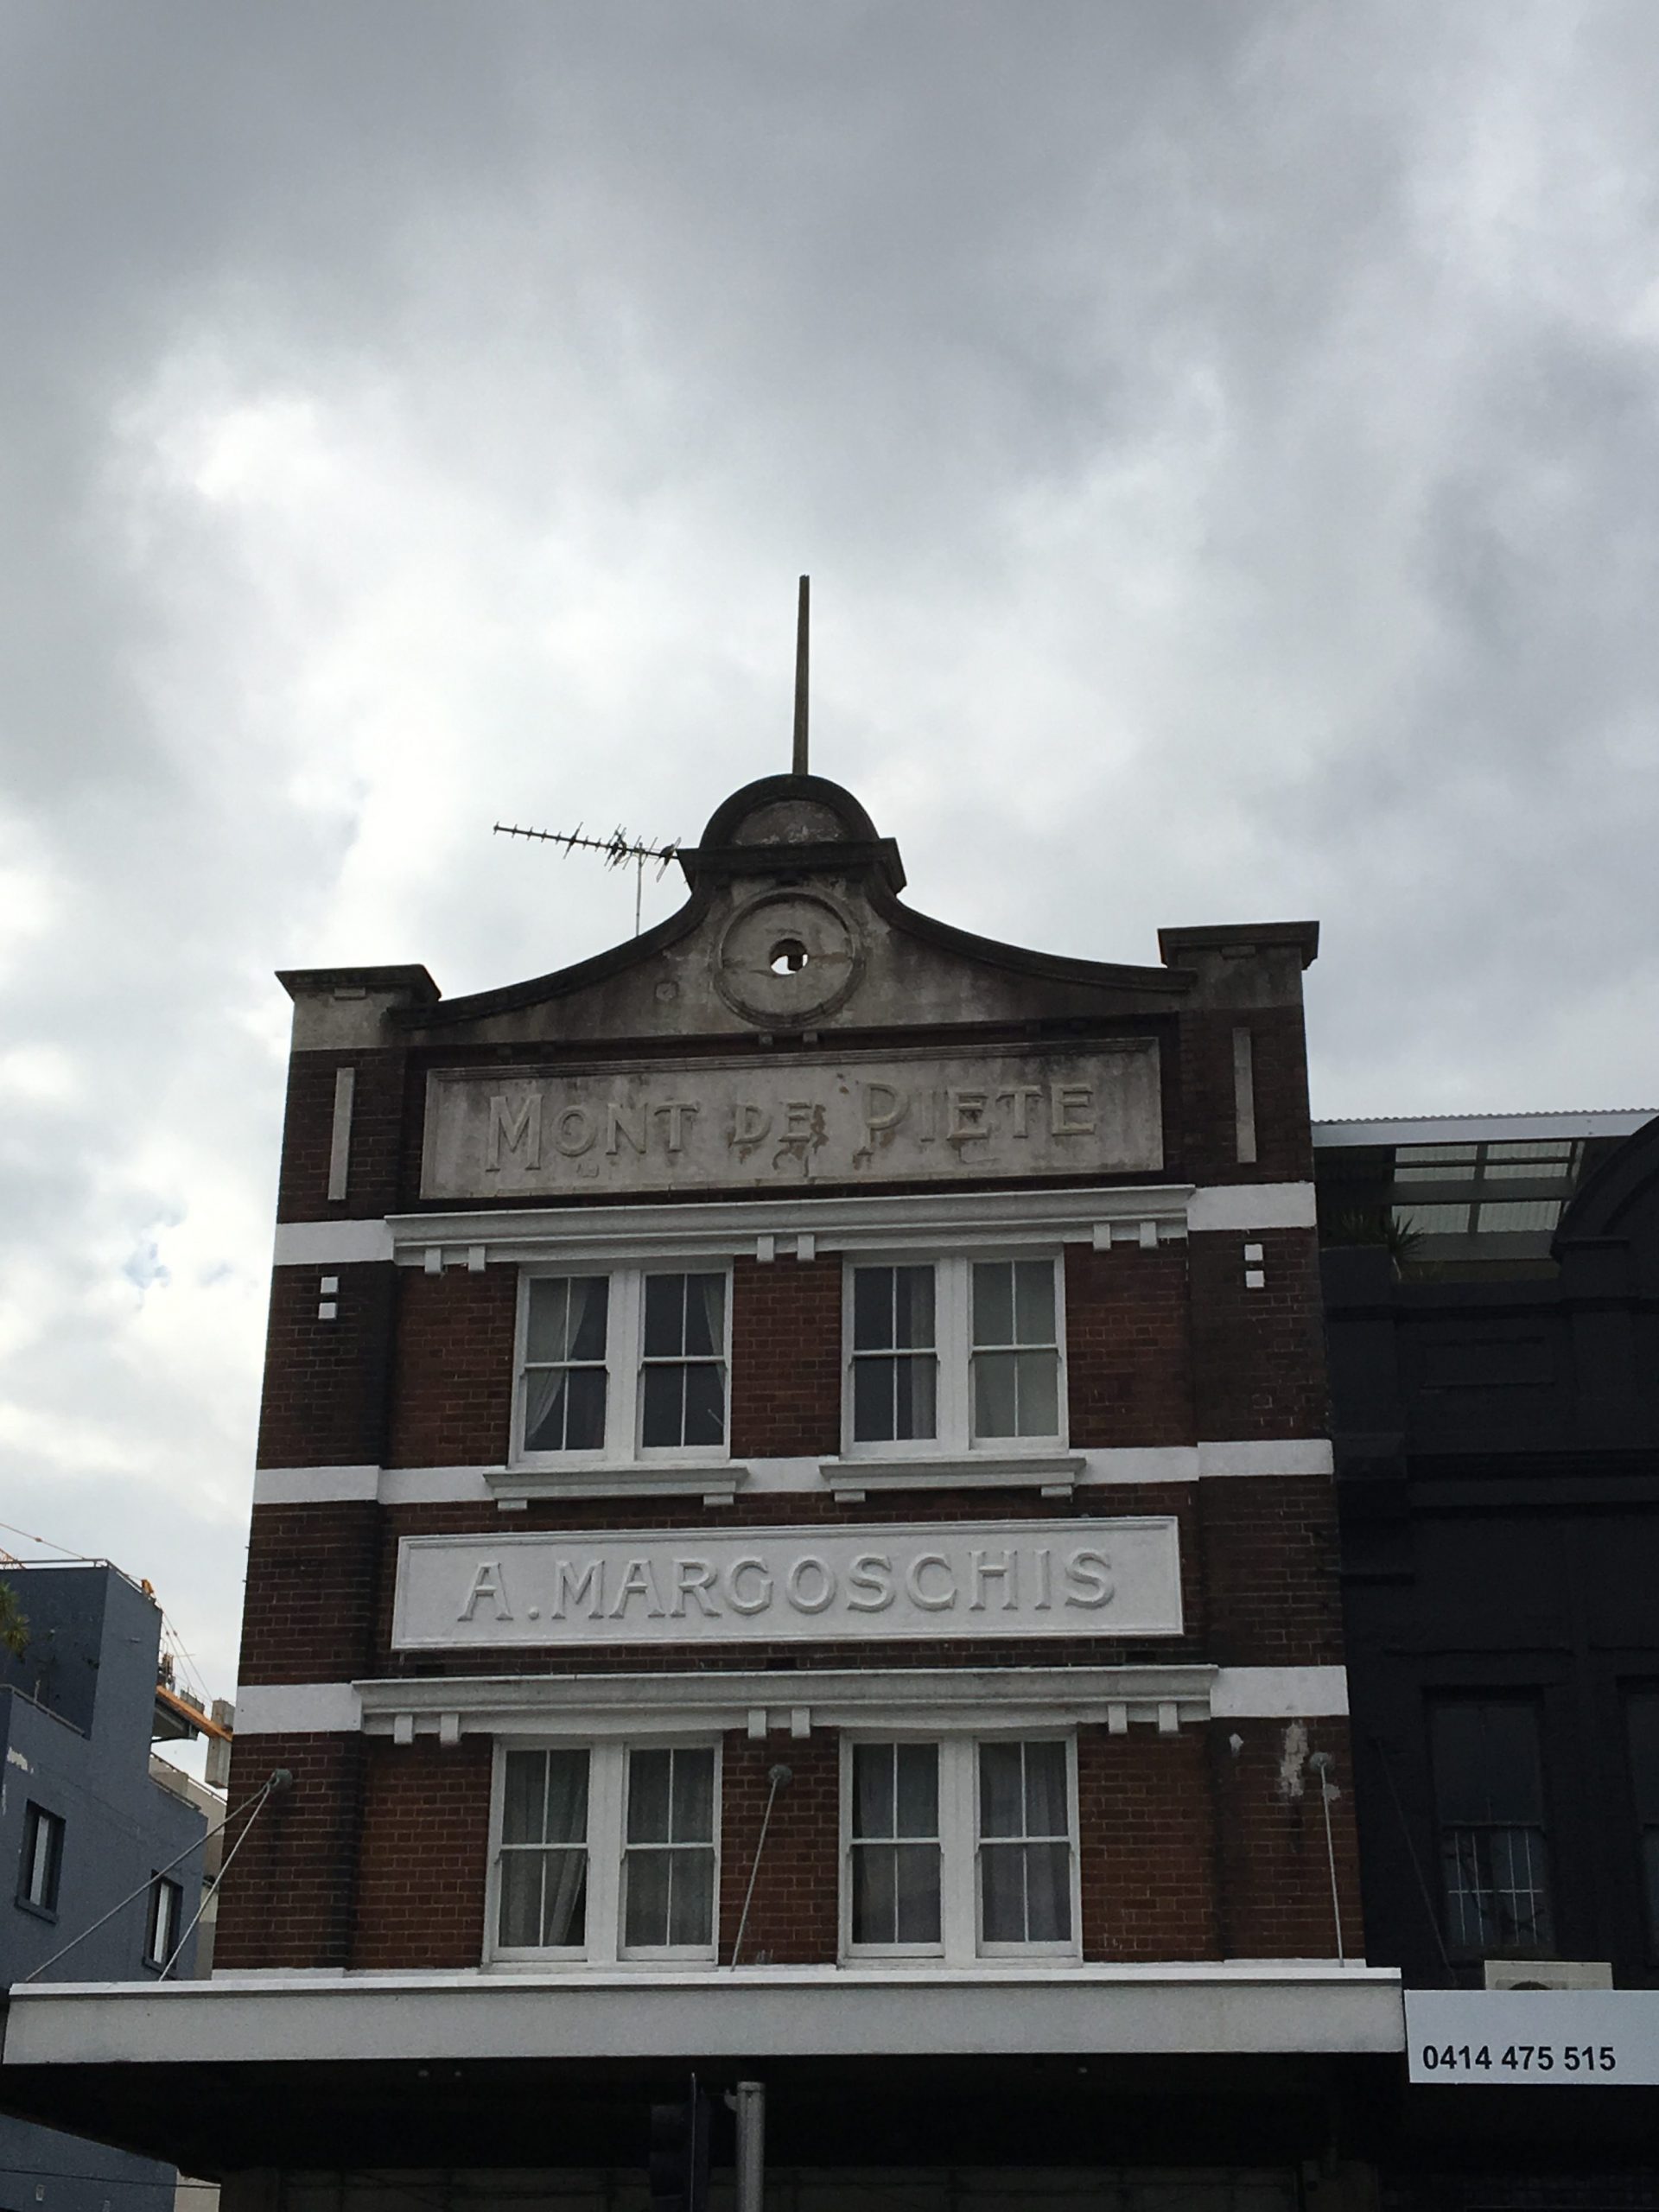 MONT DE PIETE
A. MARGOSCHIS
0414 475 515